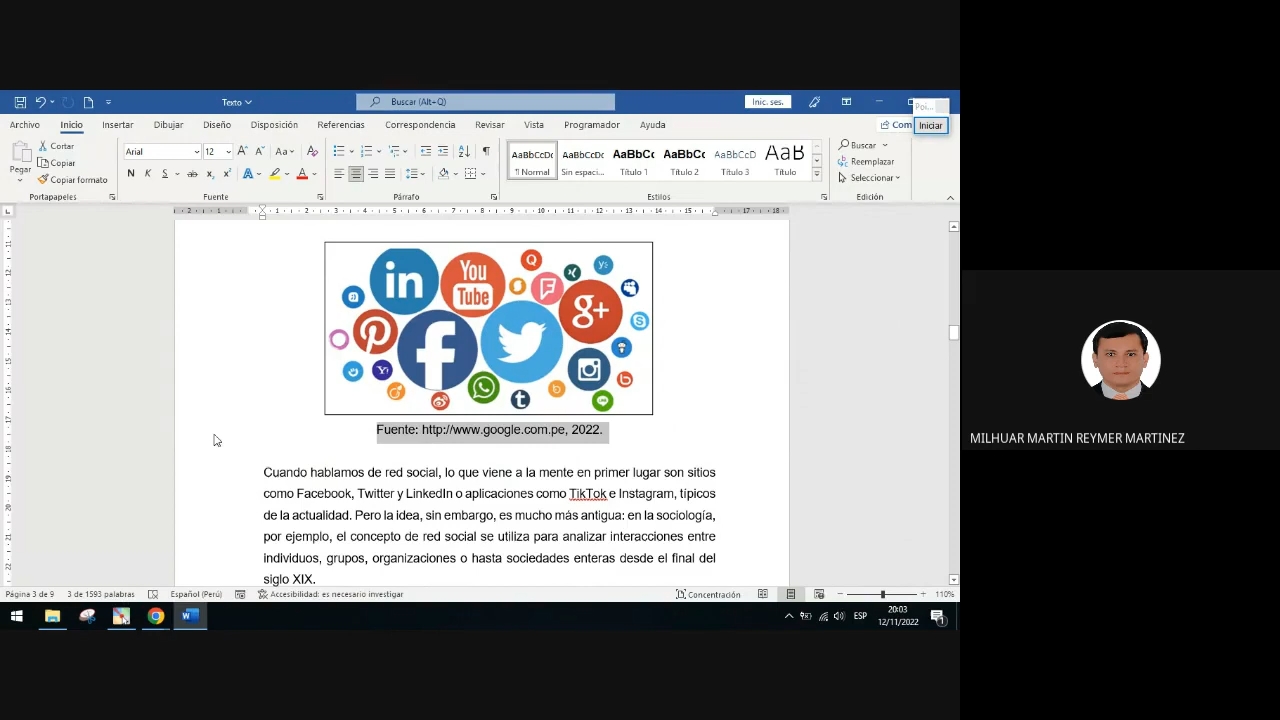 Texto
Buscar (Alt+Q)
Inic. ses.
Poi...
Archivo Inicio Insertar Dibujar Diseño Disposición Referencias Correspondencia Revisar Vista Programador Ayuda
Com
Iniciar
Pegar
Cortar
Copiar
Copiar formato
Portapapeles
Arial 12
N K S ab
Fuente
Párrafo
AaBbCcDc AaBbCcDc AaBbCc AaBbCc AaBbCcD AaB
¶ Normal Sin espaci... Título 1 Título 2 Título 3 Título
Estilos
Buscar
Reemplazar
Seleccionar
Edición
in
You
Tube
g+
f
Fuente: http://www.google.com.pe, 2022.
Cuando hablamos de red social, lo que viene a la mente en primer lugar son sitios
como Facebook, Twitter y LinkedIn o aplicaciones como TikTok e Instagram, típicos
de la actualidad. Pero la idea, sin embargo, es mucho más antigua: en la sociología,
por ejemplo, el concepto de red social se utiliza para analizar interacciones entre
individuos, grupos, organizaciones o hasta sociedades enteras desde el final del
siglo XIX.
Página 3 de 9 3 de 1593 palabras Español (Perú) Accesibilidad: es necesario investigar Concentración 110%
ESP
20:03
12/11/2022
MILHUAR MARTIN REYMER MARTINEZ